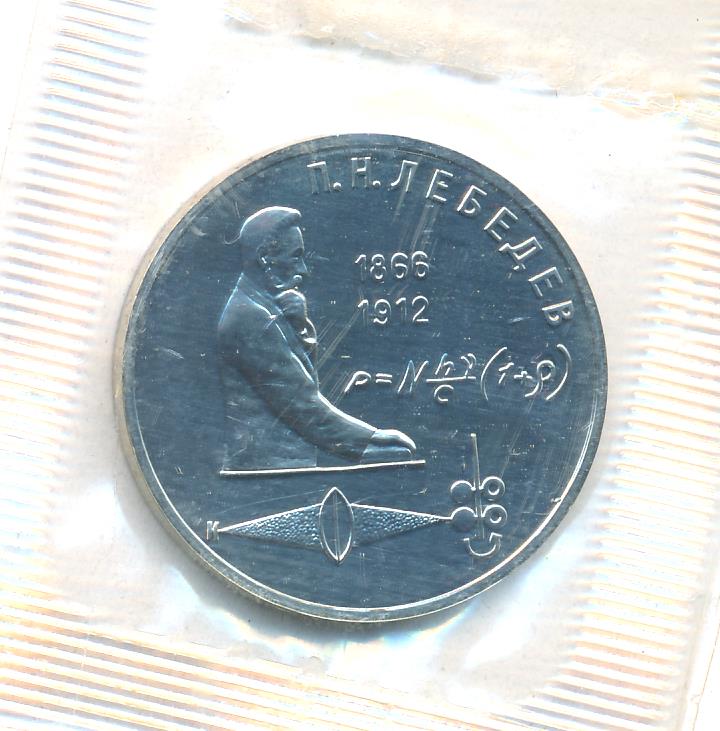 П.Н.ЛЕБЕДЕВ
1866
1912
p=N hν/c (1+ρ)
И